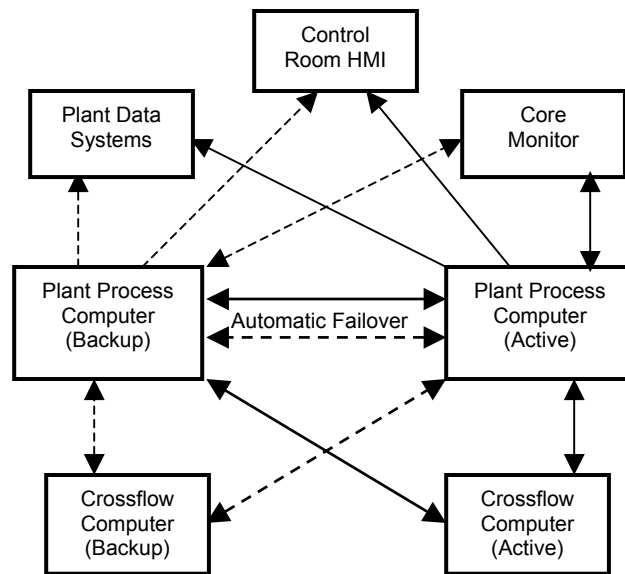 Control
Room HMI
Plant Data
Systems
Core
Monitor
Plant Process
Computer
(Backup)
Automatic Failover
Plant Process
Computer
(Active)
Crossflow
Computer
(Backup)
Crossflow
Computer
(Active)